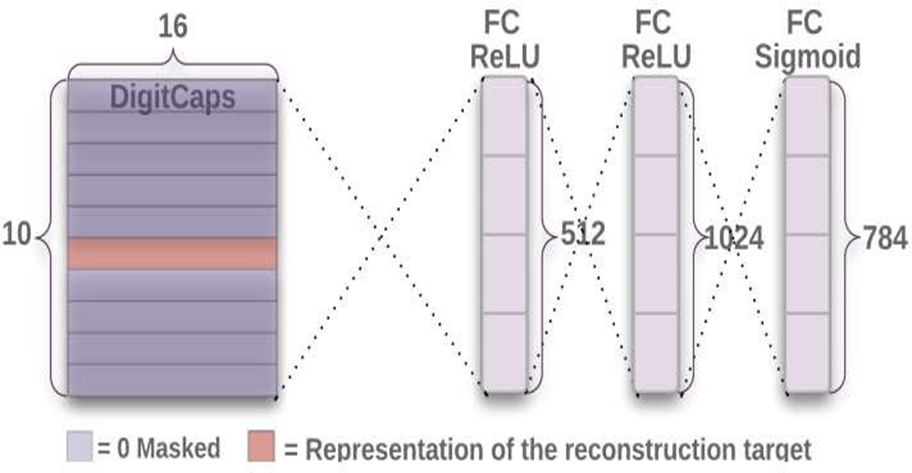 16
FC
ReLU
FC
ReLU
FC
Sigmoid
DigitCaps
10
512
1024
784
= 0 Masked
= Representation of the reconstruction target